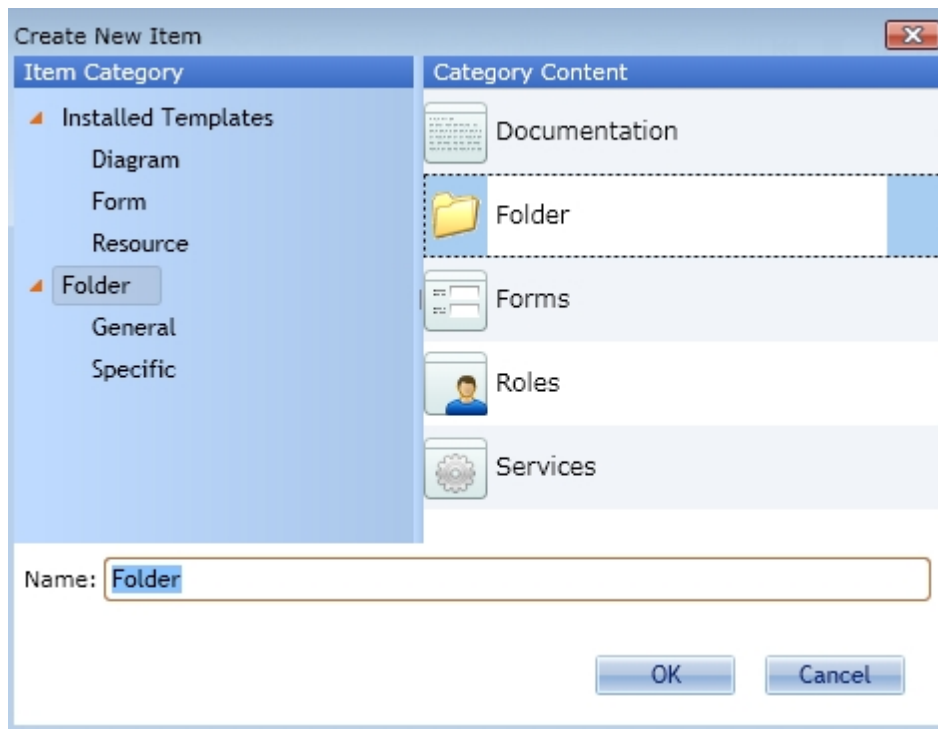 Create New Item
Item Category
Category Content
Installed Templates
Diagram
Form
Resource
Folder
General
Specific
Documentation
Folder
Forms
Roles
Services
Name: Folder
OK
Cancel